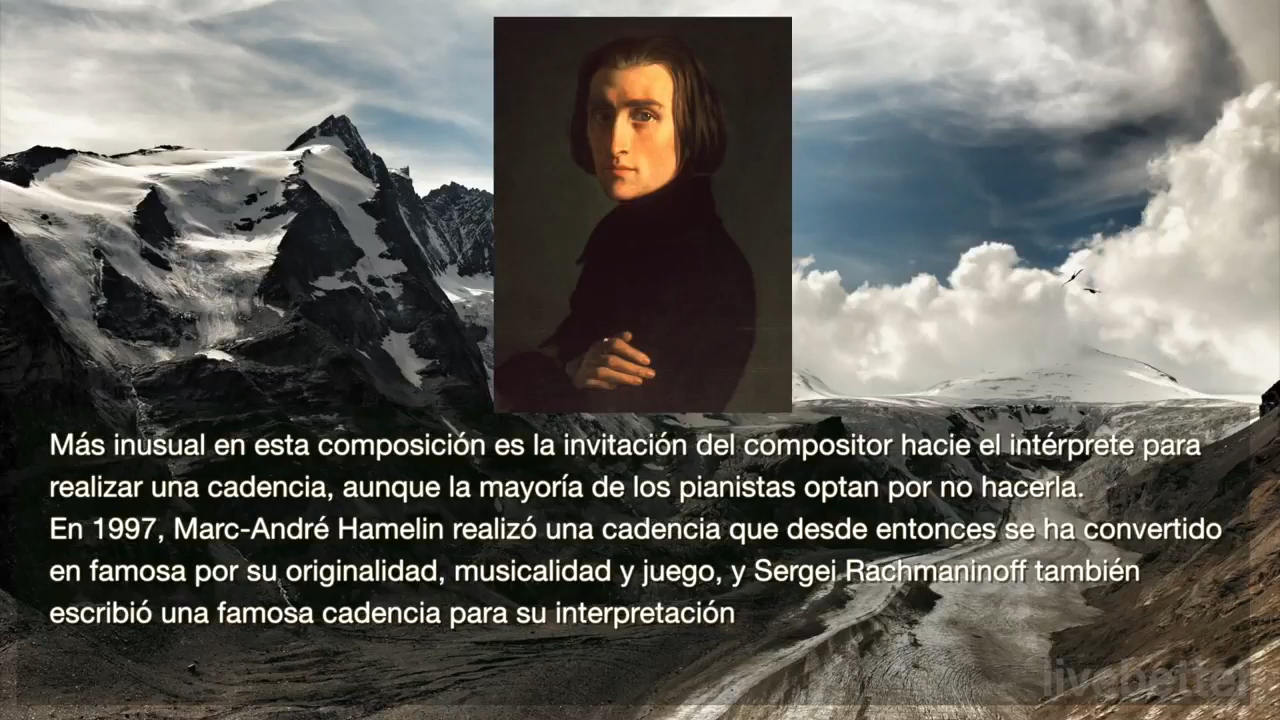 Más inusual en esta composición es la invitación del compositor hacie el intérprete para
realizar una cadencia, aunque la mayoría de los pianistas optan por no hacerla.
En 1997, Marc-André Hamelin realizó una cadencia que desde entonces se ha convertido
en famosa por su originalidad, musicalidad y juego, y Sergei Rachmaninoff también
escribió una famosa cadencia para su interpretación
livebetter